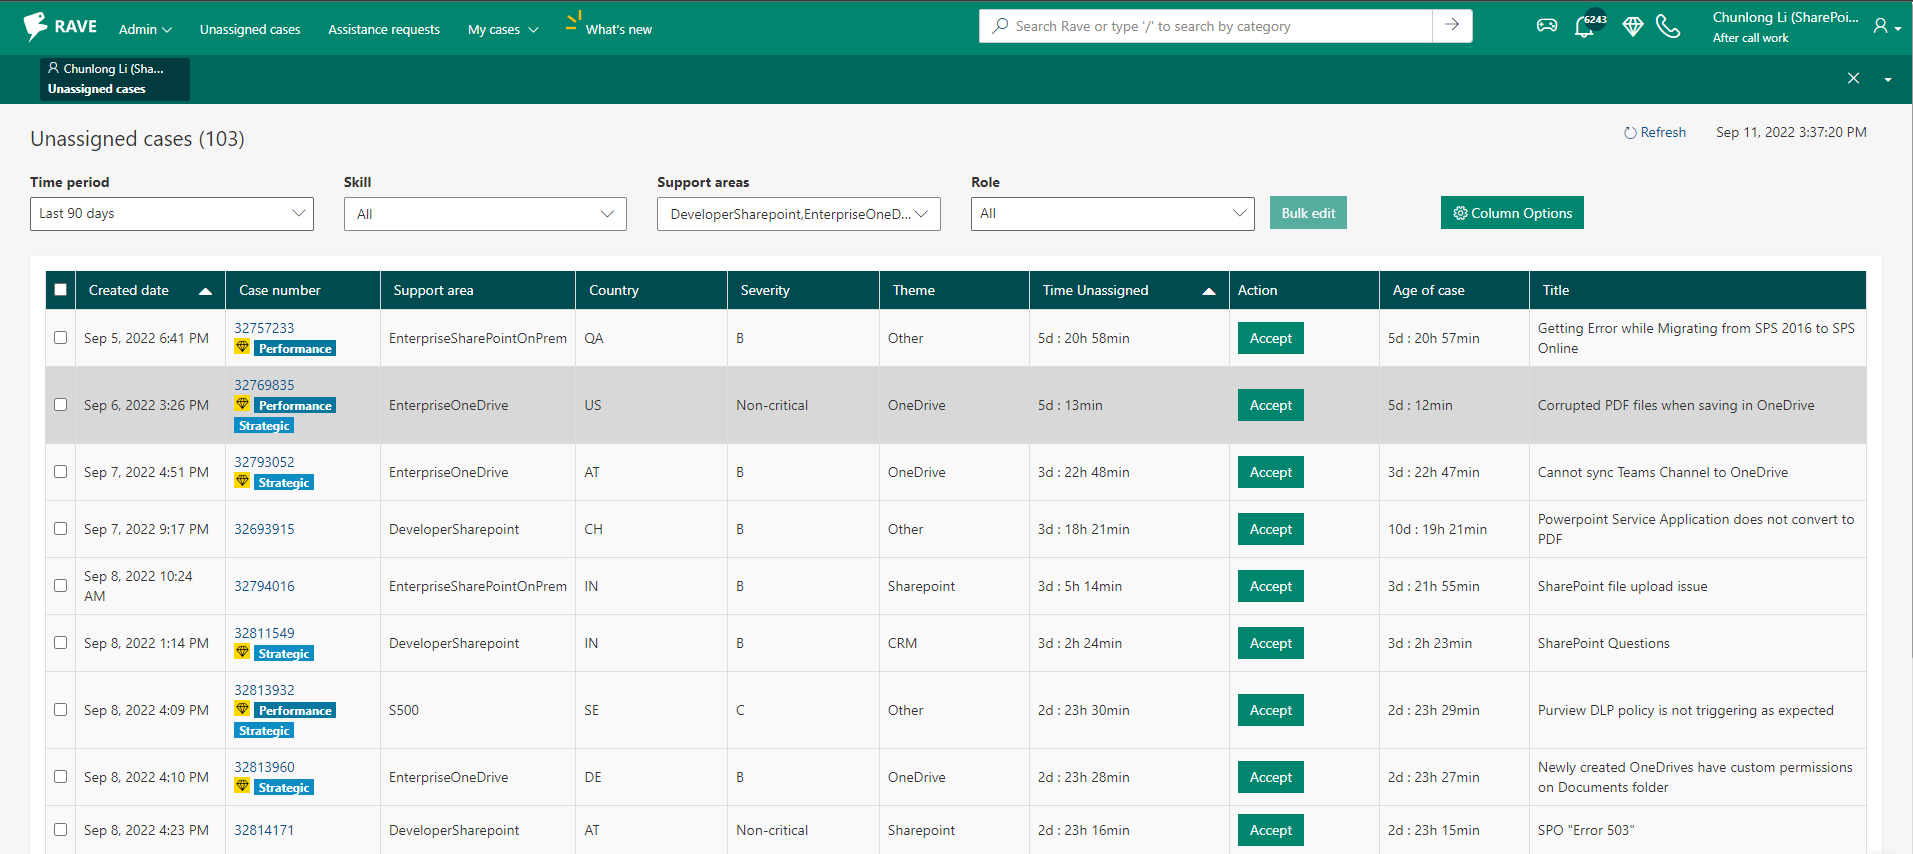 RAVE
Admin
Unassigned cases
Assistance requests
My cases
What's new
Search Rave or type '/' to search by category
6243
Chunlong Li (SharePoi...
After call work
Chunlong Li (Sha...
Unassigned cases
Unassigned cases (103)
Refresh
Sep 11, 2022 3:37:20 PM
Time period
Skill
Support areas
Role
Last 90 days
All
DeveloperSharepoint,EnterpriseOneD...
All
Bulk edit
Column Options
Created date
Case number
Support area
Country
Severity
Theme
Time Unassigned
Action
Age of case
Title
Sep 5, 2022 6:41 PM
32757233
Performance
EnterpriseSharePointOnPrem
QA
B
Other
5d : 20h 58min
Accept
5d : 20h 57min
Getting Error while Migrating from SPS 2016 to SPS
Online
Sep 6, 2022 3:26 PM
32769835
Performance
Strategic
EnterpriseOneDrive
US
Non-critical
OneDrive
5d : 13min
Accept
5d : 12min
Corrupted PDF files when saving in OneDrive
Sep 7, 2022 4:51 PM
32793052
Strategic
EnterpriseOneDrive
AT
B
OneDrive
3d : 22h 48min
Accept
3d : 22h 47min
Cannot sync Teams Channel to OneDrive
Sep 7, 2022 9:17 PM
32693915
DeveloperSharepoint
CH
B
Other
3d : 18h 21min
Accept
10d : 19h 21min
Powerpoint Service Application does not convert to
PDF
Sep 8, 2022 10:24
AM
32794016
EnterpriseSharePointOnPrem
IN
B
Sharepoint
3d : 5h 14min
Accept
3d : 21h 55min
SharePoint file upload issue
Sep 8, 2022 1:14 PM
32811549
Strategic
DeveloperSharepoint
IN
B
CRM
3d : 2h 24min
Accept
3d : 2h 23min
SharePoint Questions
Sep 8, 2022 4:09 PM
32813932
Performance
Strategic
S500
SE
C
Other
2d : 23h 30min
Accept
2d : 23h 29min
Purview DLP policy is not triggering as expected
Sep 8, 2022 4:10 PM
32813960
Strategic
EnterpriseOneDrive
DE
B
OneDrive
2d : 23h 28min
Accept
2d : 23h 27min
Newly created OneDrives have custom permissions
on Documents folder
Sep 8, 2022 4:23 PM
32814171
DeveloperSharepoint
AT
Non-critical
Sharepoint
2d : 23h 16min
Accept
2d : 23h 15min
SPO "Error 503"